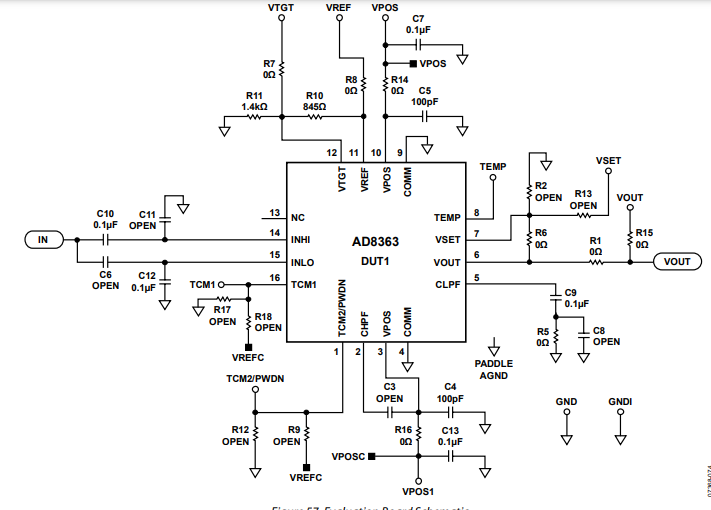 VTGT VREF VPOS
C7
0.1µF
R7
0Ω
R8
0Ω
R14
0Ω
VPOS
R11
1.4kΩ
R10
845Ω
C5
100pF
12 11 10 9
VTGT
VREF
VPOS
COMM
TEMP
VSET
R2
OPEN
R13
OPEN
VOUT
C10
0.1µF
C11
OPEN
13 NC
TEMP 8
IN
14 INHI
AD8363
VSET 7
R6
0Ω
R1
0Ω
R15
0Ω
15 INLO
DUT1
VOUT 6
VOUT
C6
OPEN
C12
0.1µF
TCM1
16 TCM1
CLPF 5
C9
0.1µF
R17
OPEN
R18
OPEN
TCM2/PWDN
CHPF
VPOS
COMM
R5
0Ω
C8
OPEN
VREFC
1 2 3 4
PADDLE
AGND
TCM2/PWDN
C3
OPEN
C4
100pF
GND GNDI
R12
OPEN
R9
OPEN
R16
0Ω
C13
0.1µF
VPOSC
VREFC
VPOS1
Figure 57. Evaluation Board Schematic